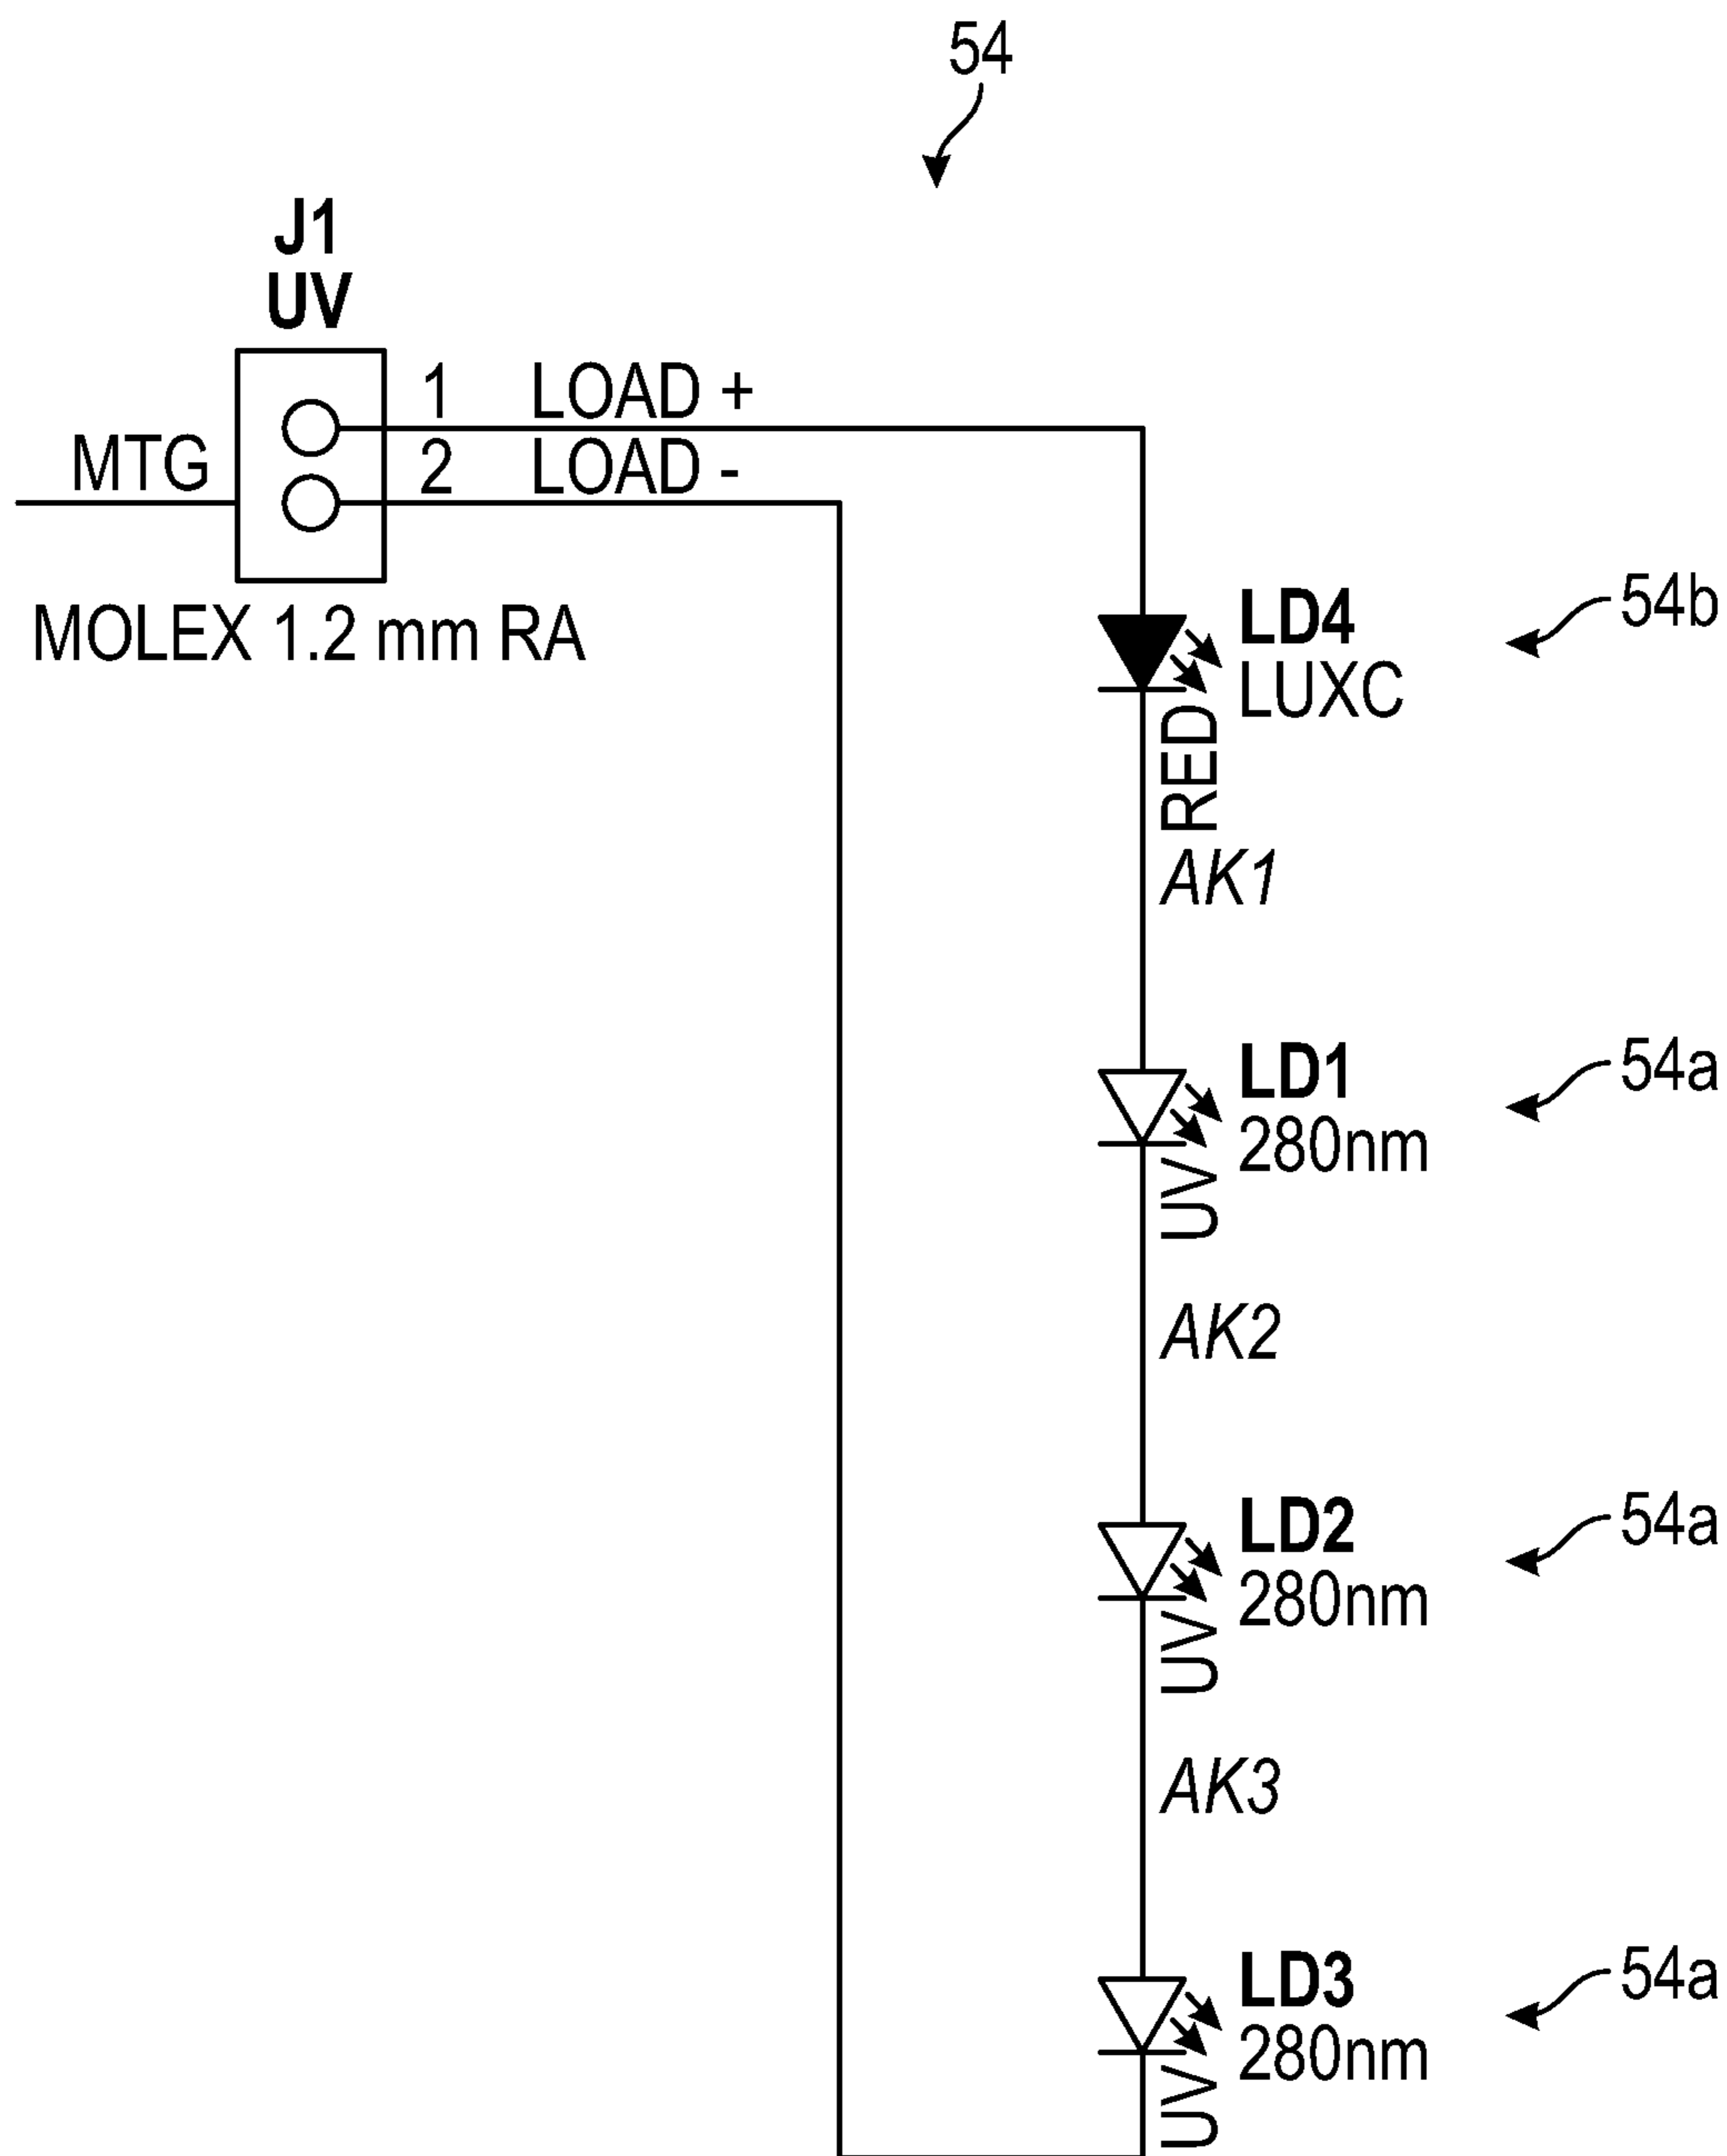 54
J1
UV
1 LOAD +
MTG
2 LOAD -
MOLEX 1.2 mm RA
LD4
LUXC
54b
RED
AK1
LD1
280nm
54a
UV
AK2
LD2
280nm
54a
UV
AK3
LD3
280nm
54a
UV